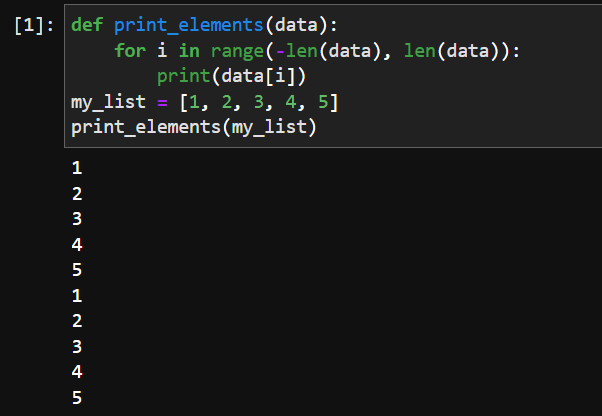 [1]: def print_elements(data):
    for i in range(-len(data), len(data)):
        print(data[i])
my_list = [1, 2, 3, 4, 5]
print_elements(my_list)
1
2
3
4
5
1
2
3
4
5